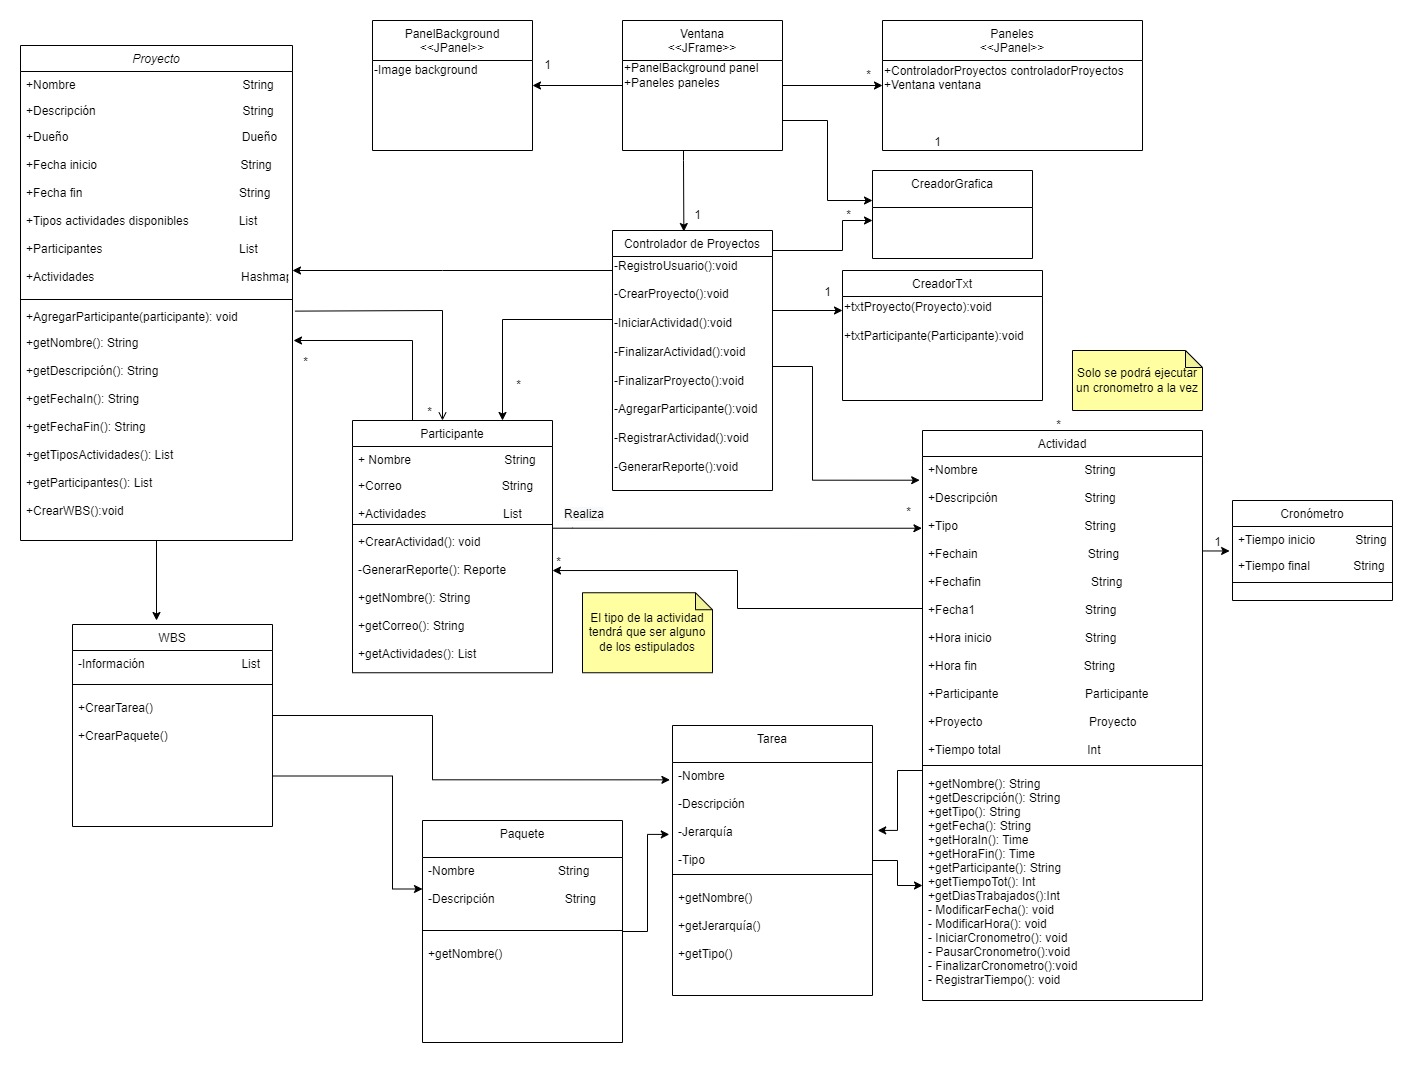 Proyecto
+Nombre String
+Descripción String
+Dueño Dueño
+Fecha inicio String
+Fecha fin String
+Tipos actividades disponibles List
+Participantes List
+Actividades Hashmap
+AgregarParticipante(participante): void
+getNombre(): String
+getDescripción(): String
+getFechaIn(): String
+getFechaFin(): String
+getTiposActividades(): List
+getParticipantes(): List
+CrearWBS():void
PanelBackground
<<JPanel>>
-Image background
1
Ventana
<<JFrame>>
+PanelBackground panel
+Paneles paneles
*
Paneles
<<JPanel>>
+ControladorProyectos controladorProyectos
+Ventana ventana
1
CreadorGrafica
*
1
Controlador de Proyectos
-RegistroUsuario():void
-CrearProyecto():void
-IniciarActividad():void
-FinalizarActividad():void
-FinalizarProyecto():void
-AgregarParticipante():void
-RegistrarActividad():void
-GenerarReporte():void
1
CreadorTxt
+txtProyecto(Proyecto):void
+txtParticipante(Participante):void
Solo se podrá ejecutar
un cronometro a la vez
*
*
*
Participante
+ Nombre String
+Correo String
+Actividades List
+CrearActividad(): void
-GenerarReporte(): Reporte
+getNombre(): String
+getCorreo(): String
+getActividades(): List
Realiza
*
*
El tipo de la actividad
tendrá que ser alguno
de los estipulados
*
Actividad
+Nombre String
+Descripción String
+Tipo String
+Fechain String
+Fechafin String
+Fecha1 String
+Hora inicio String
+Hora fin String
+Participante Participante
+Proyecto Proyecto
+Tiempo total Int
+getNombre(): String
+getDescripción(): String
+getTipo(): String
+getFecha(): String
+getHoraIn(): Time
+getHoraFin(): Time
+getParticipante(): String
+getTiempoTot(): Int
+getDiasTrabajados():Int
- ModificarFecha(): void
- ModificarHora(): void
- IniciarCronometro(): void
- PausarCronometro():void
- FinalizarCronometro():void
- RegistrarTiempo(): void
1
Cronómetro
+Tiempo inicio String
+Tiempo final String
WBS
-Información List
+CrearTarea()
+CrearPaquete()
Paquete
-Nombre String
-Descripción String
+getNombre()
Tarea
-Nombre
-Descripción
-Jerarquía
-Tipo
+getNombre()
+getJerarquía()
+getTipo()